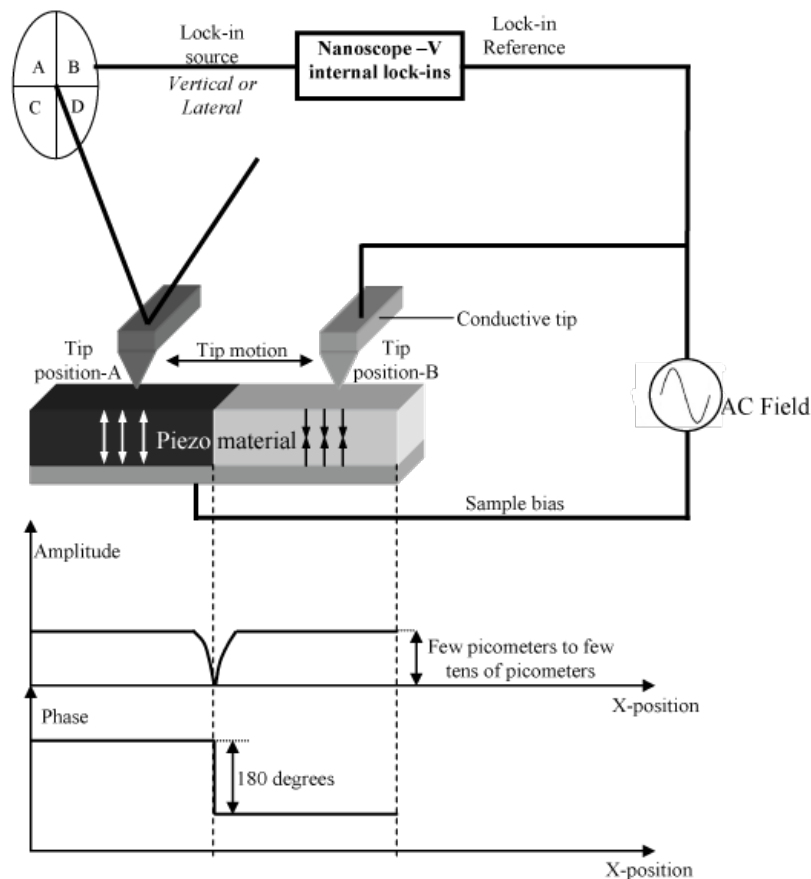 A B
C D
Lock-in
source
Vertical or
Lateral
Nanoscope –V
internal lock-ins
Lock-in
Reference
Conductive tip
Tip
position-A
Tip motion
Tip
position-B
Piezo material
AC Field
Sample bias
Amplitude
Few picometers to few
tens of picometers
X-position
Phase
180 degrees
X-position